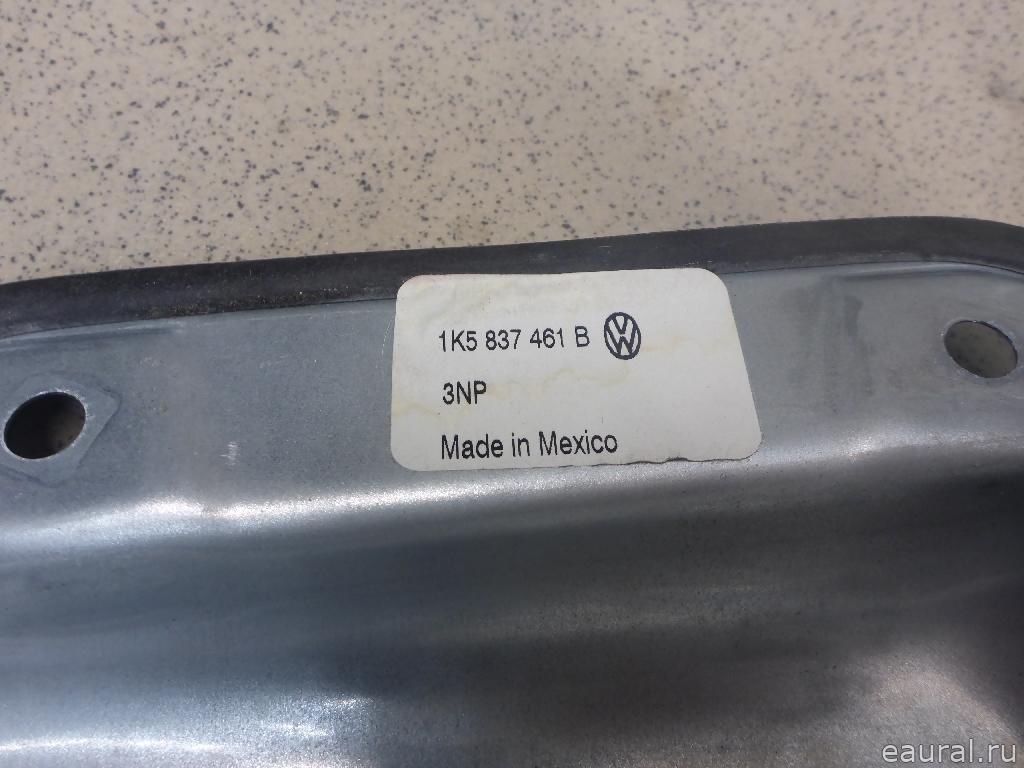 1K5 837 461 B
3NP
Made in Mexico
eaural.ru